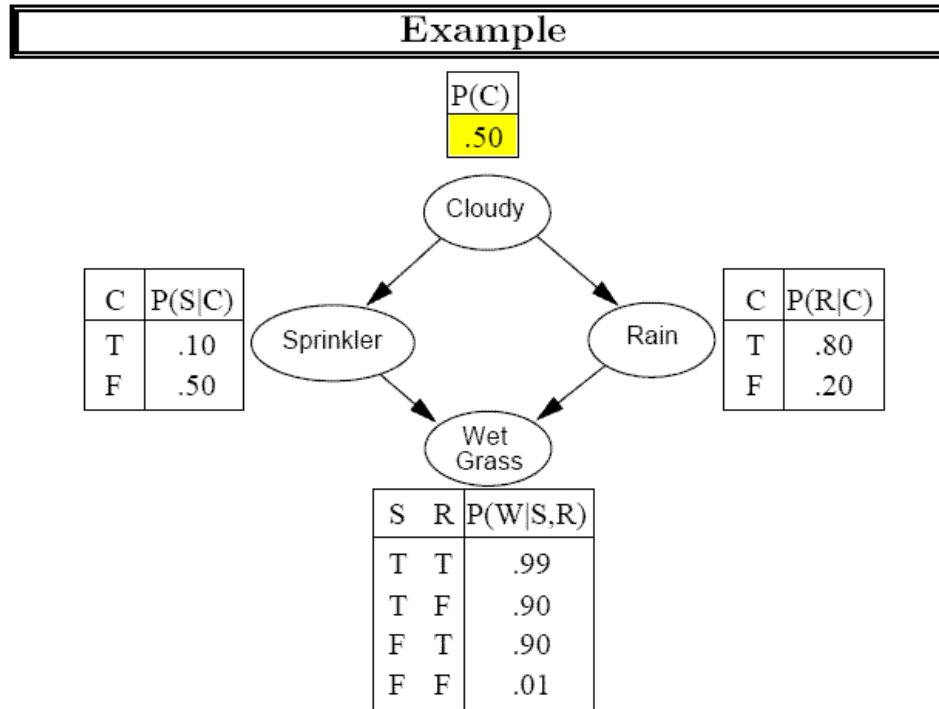 Example
P(C)
.50
Cloudy
C P(S|C)
T .10
F .50
Sprinkler
Rain
C P(R|C)
T .80
F .20
Wet
Grass
S R P(W|S,R)
T T .99
T F .90
F T .90
F F .01